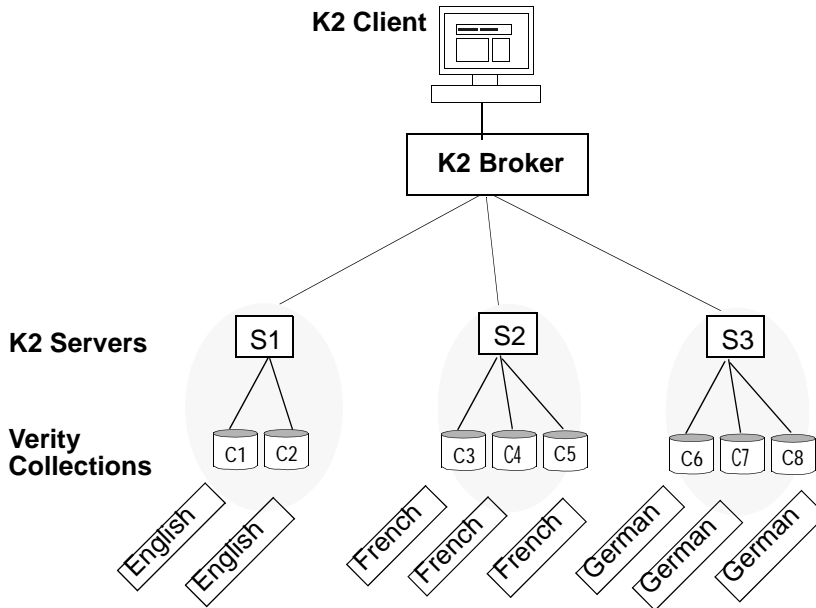 K2 Client
K2 Broker
K2 Servers
S1
S2
S3
Verity
Collections
C1
C2
C3
C4
C5
C6
C7
C8
English
English
French
French
French
German
German
German